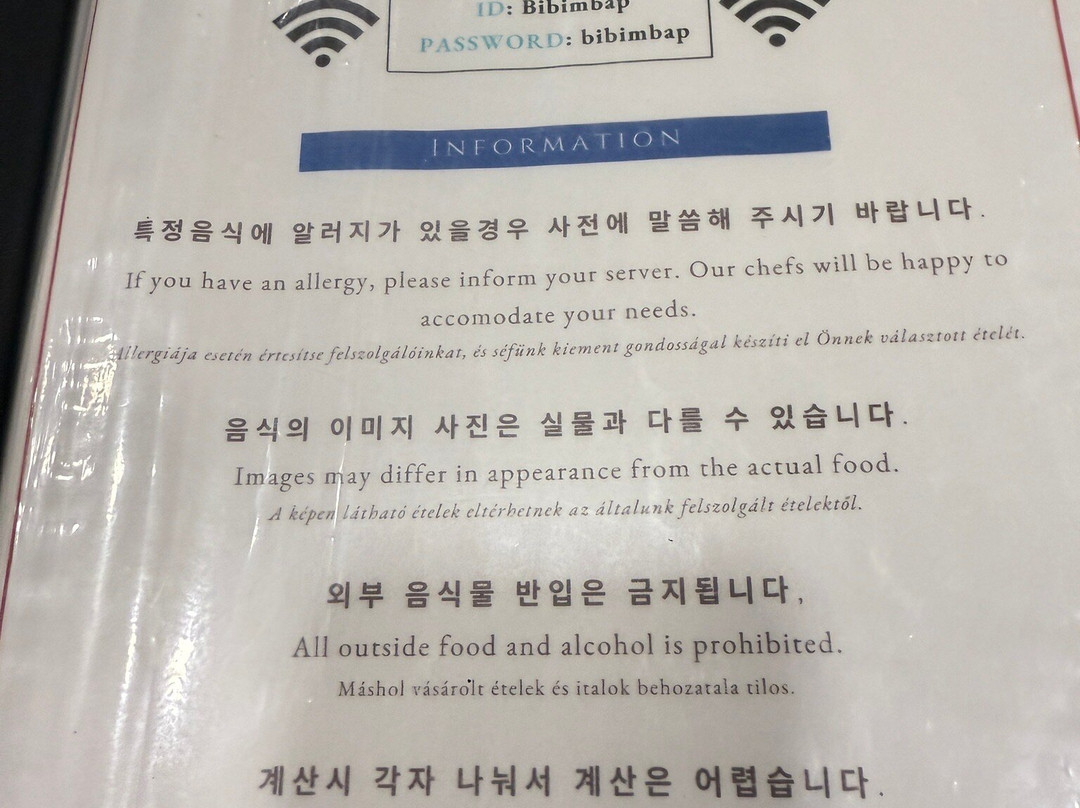 ID: Bibimbap
PASSWORD: bibimbap
INFORMATION
특정음식에 알러지가 있을경우 사전에 말씀해 주시기 바랍니다.
If you have an allergy, please inform your server. Our chefs will be happy to
accomodate your needs.
Allergiája esetén értesítse felszolgálóinkat, és séfünk kiement gondosságal készíti el Önnek választott ételét.
음식의 이미지 사진은 실물과 다를 수 있습니다.
Images may differ in appearance from the actual food.
A képen látható ételek eltérhetnek az általunk felszolgált ételektől.
외부 음식물 반입은 금지됩니다,
All outside food and alcohol is prohibited.
Máshol vásárolt ételek és italok behozatala tilos.
계산시 각자 나눠서 계산은 어렵습니다.